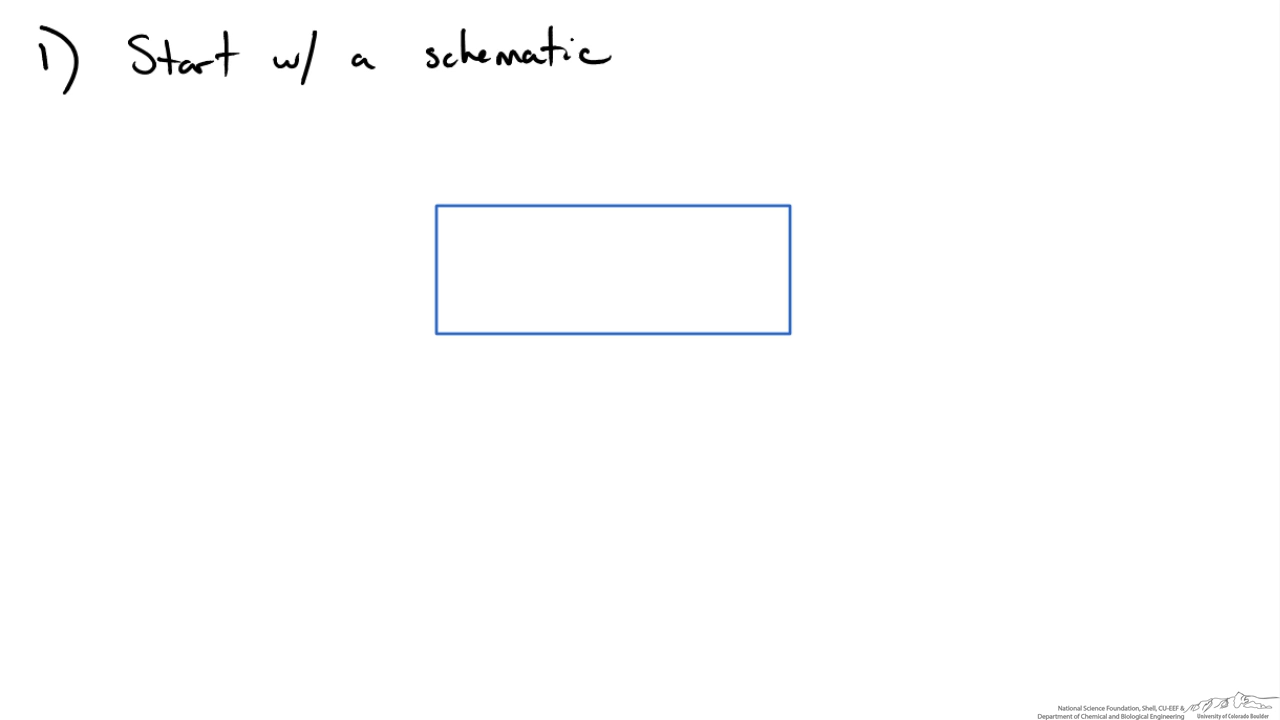 1) Start w/ a schematic
National Science Foundation, Shell, CU-EEF &
Department of Chemical and Biological Engineering
University of Colorado Boulder